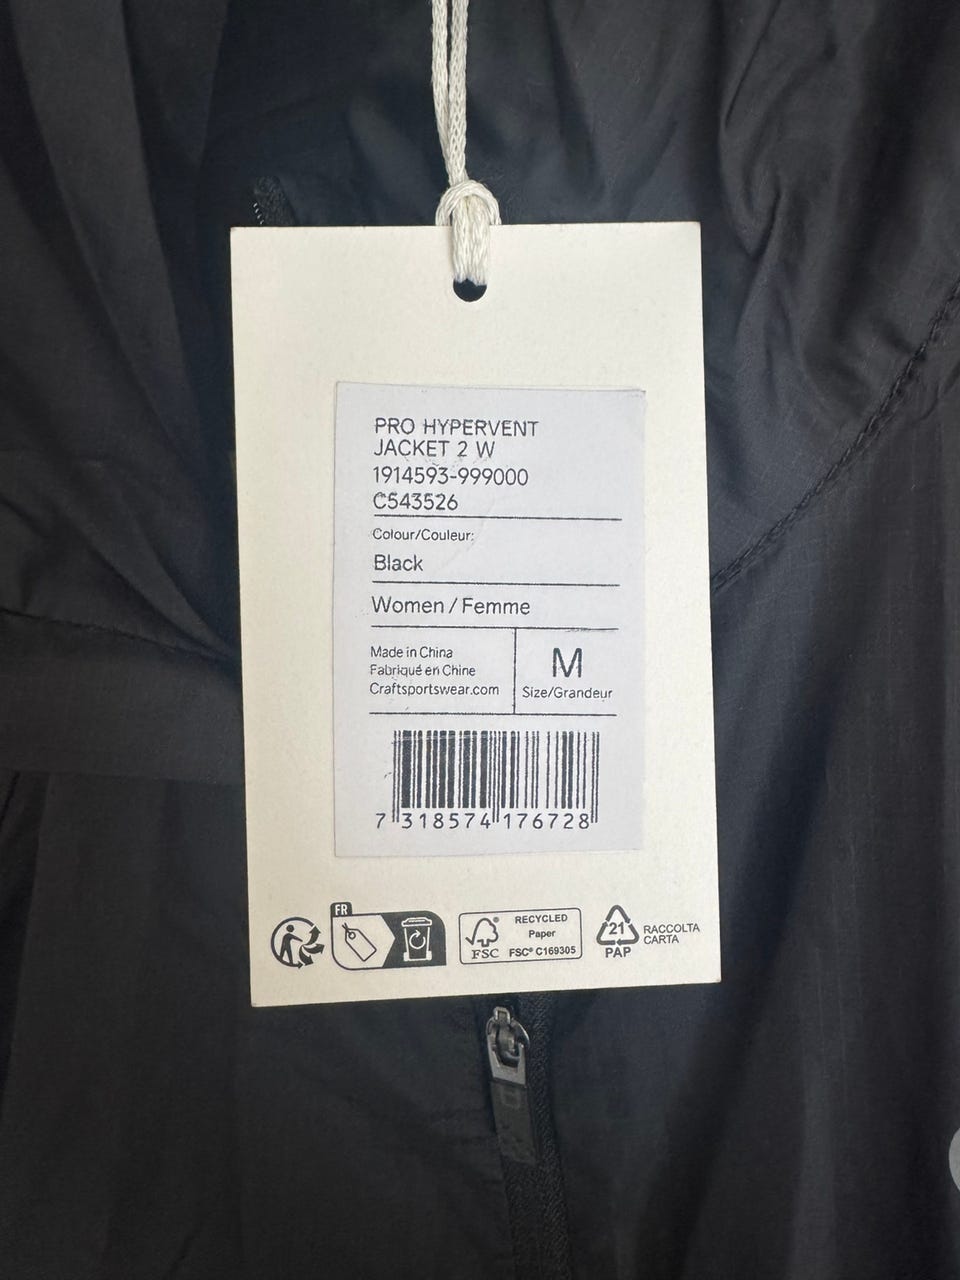 PRO HYPERVENT
JACKET 2 W
1914593-999000
C543526
Colour/Couleur:
Black
Women / Femme
Made in China
Fabriqué en Chine
Craftsportswear.com
M
Size/Grandeur
7 318574 176728
FR
FSC
RECYCLED
Paper
FSC® C169305
21
PAP
RACCOLTA
CARTA